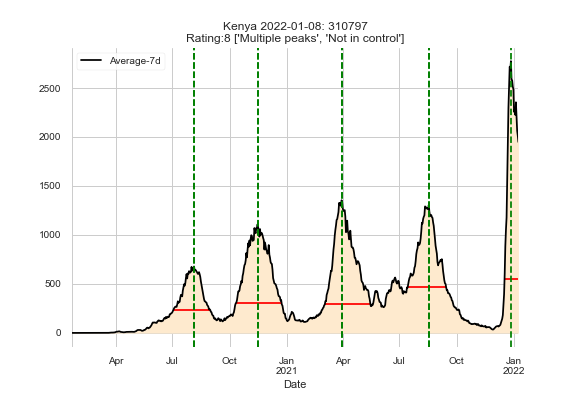 Kenya 2022-01-08: 310797
Rating:8 ['Multiple peaks', 'Not in control']
Average-7d
2500
2000
1500
1000
500
0
Apr Jul Oct Jan Apr Jul Oct Jan
2021 2022
Date